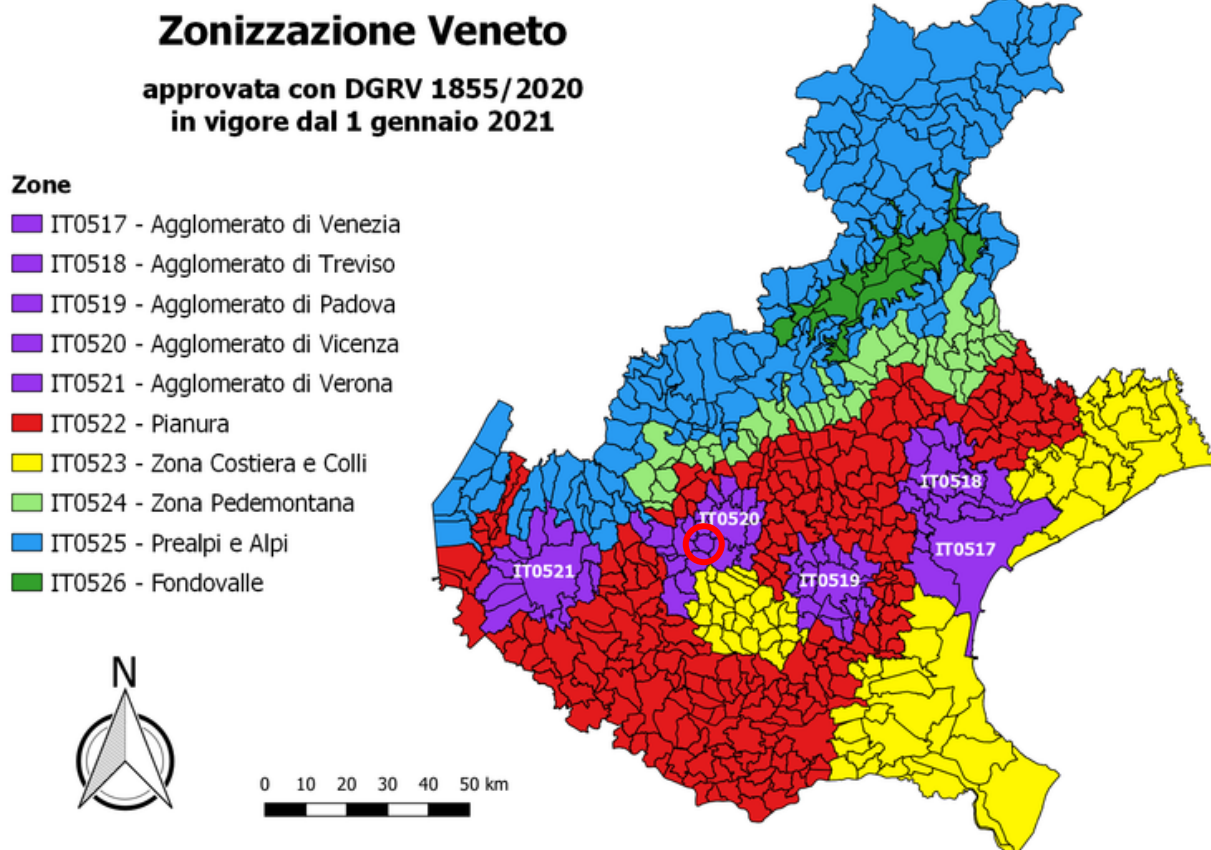 Zonizzazione Veneto
approvata con DGRV 1855/2020
in vigore dal 1 gennaio 2021
Zone
IT0517 - Agglomerato di Venezia
IT0518 - Agglomerato di Treviso
IT0519 - Agglomerato di Padova
IT0520 - Agglomerato di Vicenza
IT0521 - Agglomerato di Verona
IT0522 - Pianura
IT0523 - Zona Costiera e Colli
IT0524 - Zona Pedemontana
IT0525 - Prealpi e Alpi
IT0526 - Fondovalle
IT0518
IT0520
IT0517
IT0521
IT0519
N
0 10 20 30 40 50 km